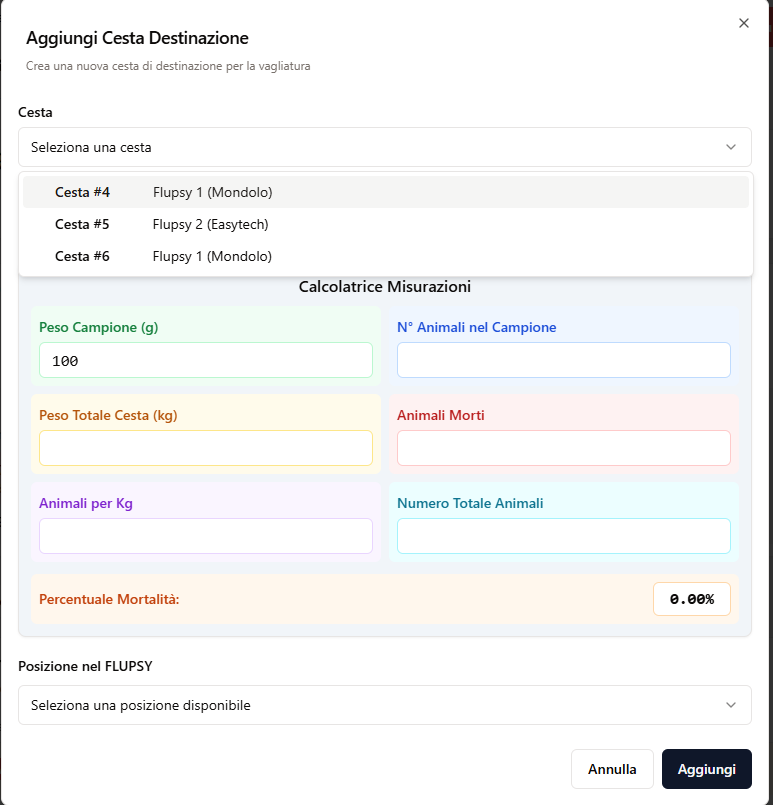 Aggiungi Cesta Destinazione
Crea una nuova cesta di destinazione per la vagliatura
Cesta
Seleziona una cesta
Cesta #4 Flupsy 1 (Mondolo)
Cesta #5 Flupsy 2 (Easytech)
Cesta #6 Flupsy 1 (Mondolo)
Calcolatrice Misurazioni
Peso Campione (g) N° Animali nel Campione
100
Peso Totale Cesta (kg) Animali Morti
Animali per Kg Numero Totale Animali
Percentuale Mortalità: 0.00%
Posizione nel FLUPSY
Seleziona una posizione disponibile
Annulla Aggiungi